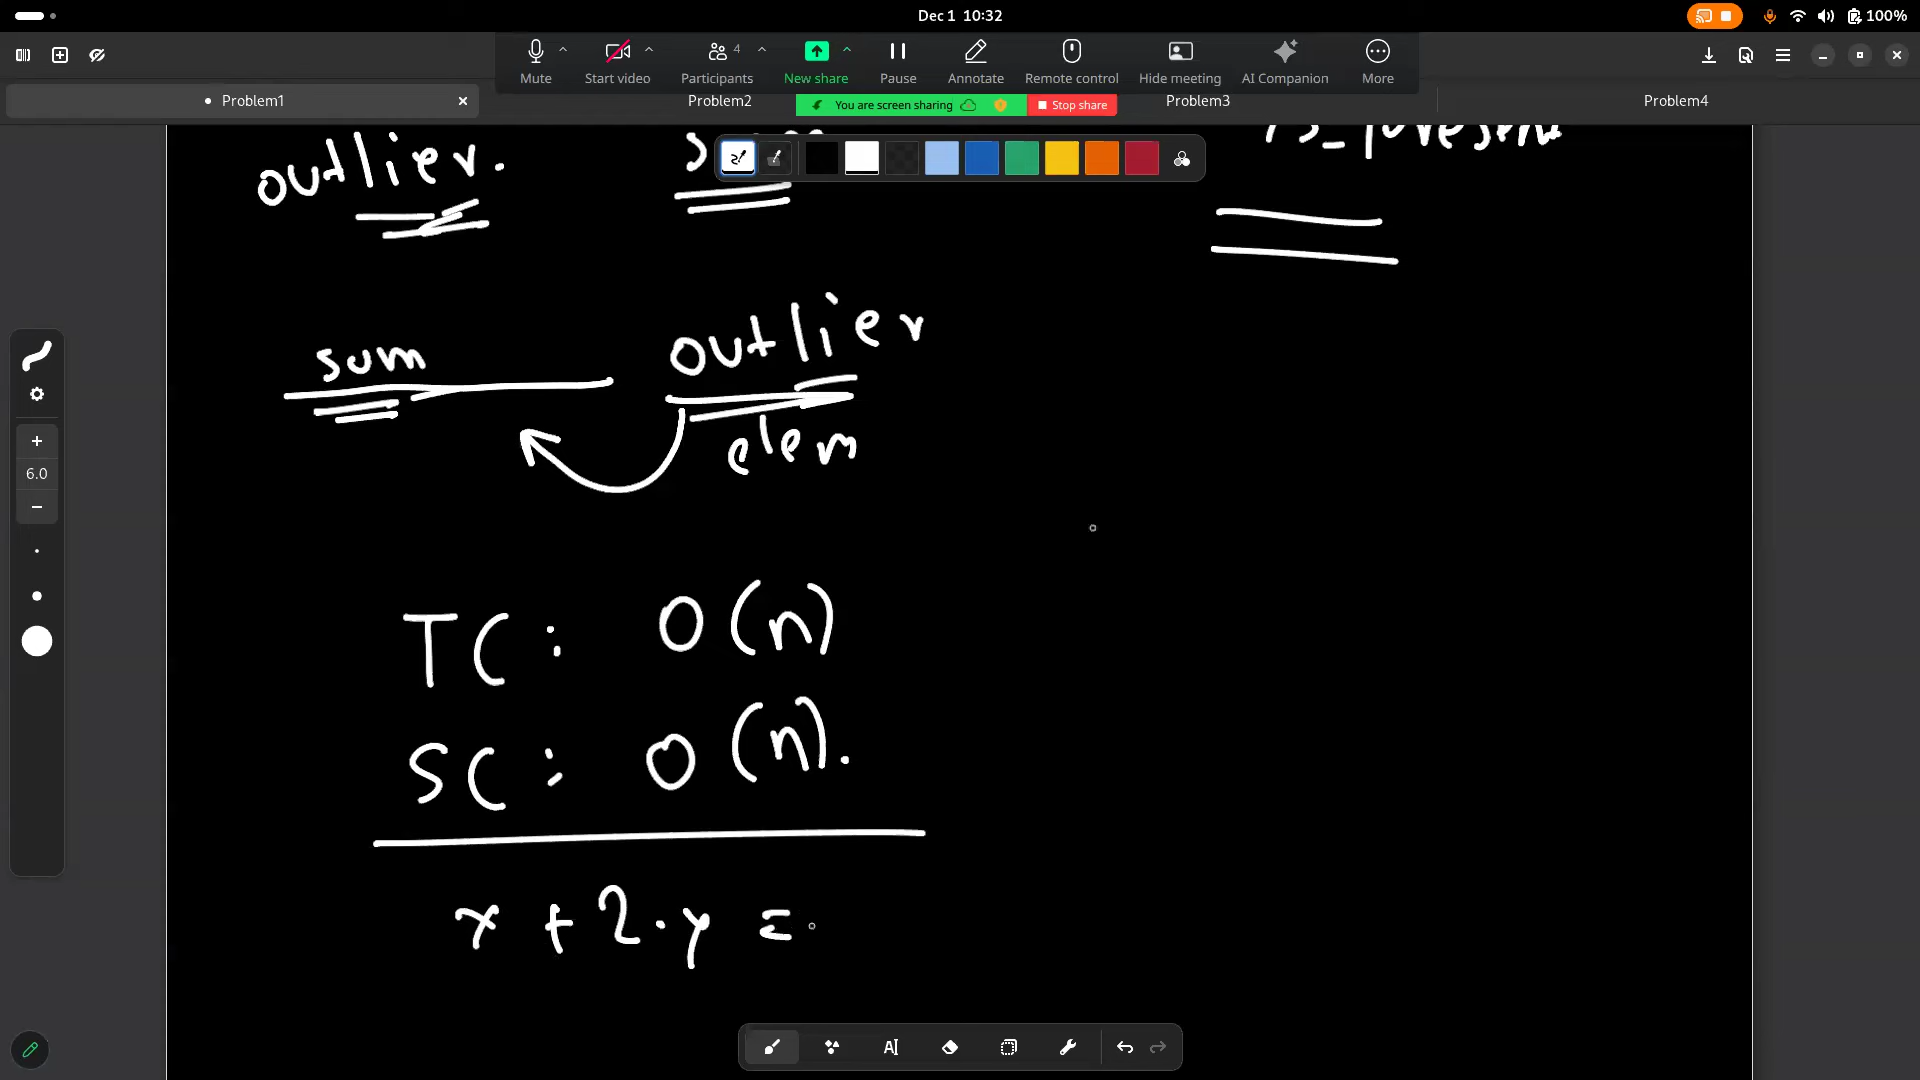 Dec 1 10:32
100%
Mute
Start video
4
Participants
New share
Pause
Annotate
Remote control
Hide meeting
AI Companion
More
Problem1
Problem2
Problem3
Problem4
You are screen sharing
Stop share
outlier.
is_present
sum
outlier
elem
6.0
TC: O(n)
SC: O(n).
x + 2·y =